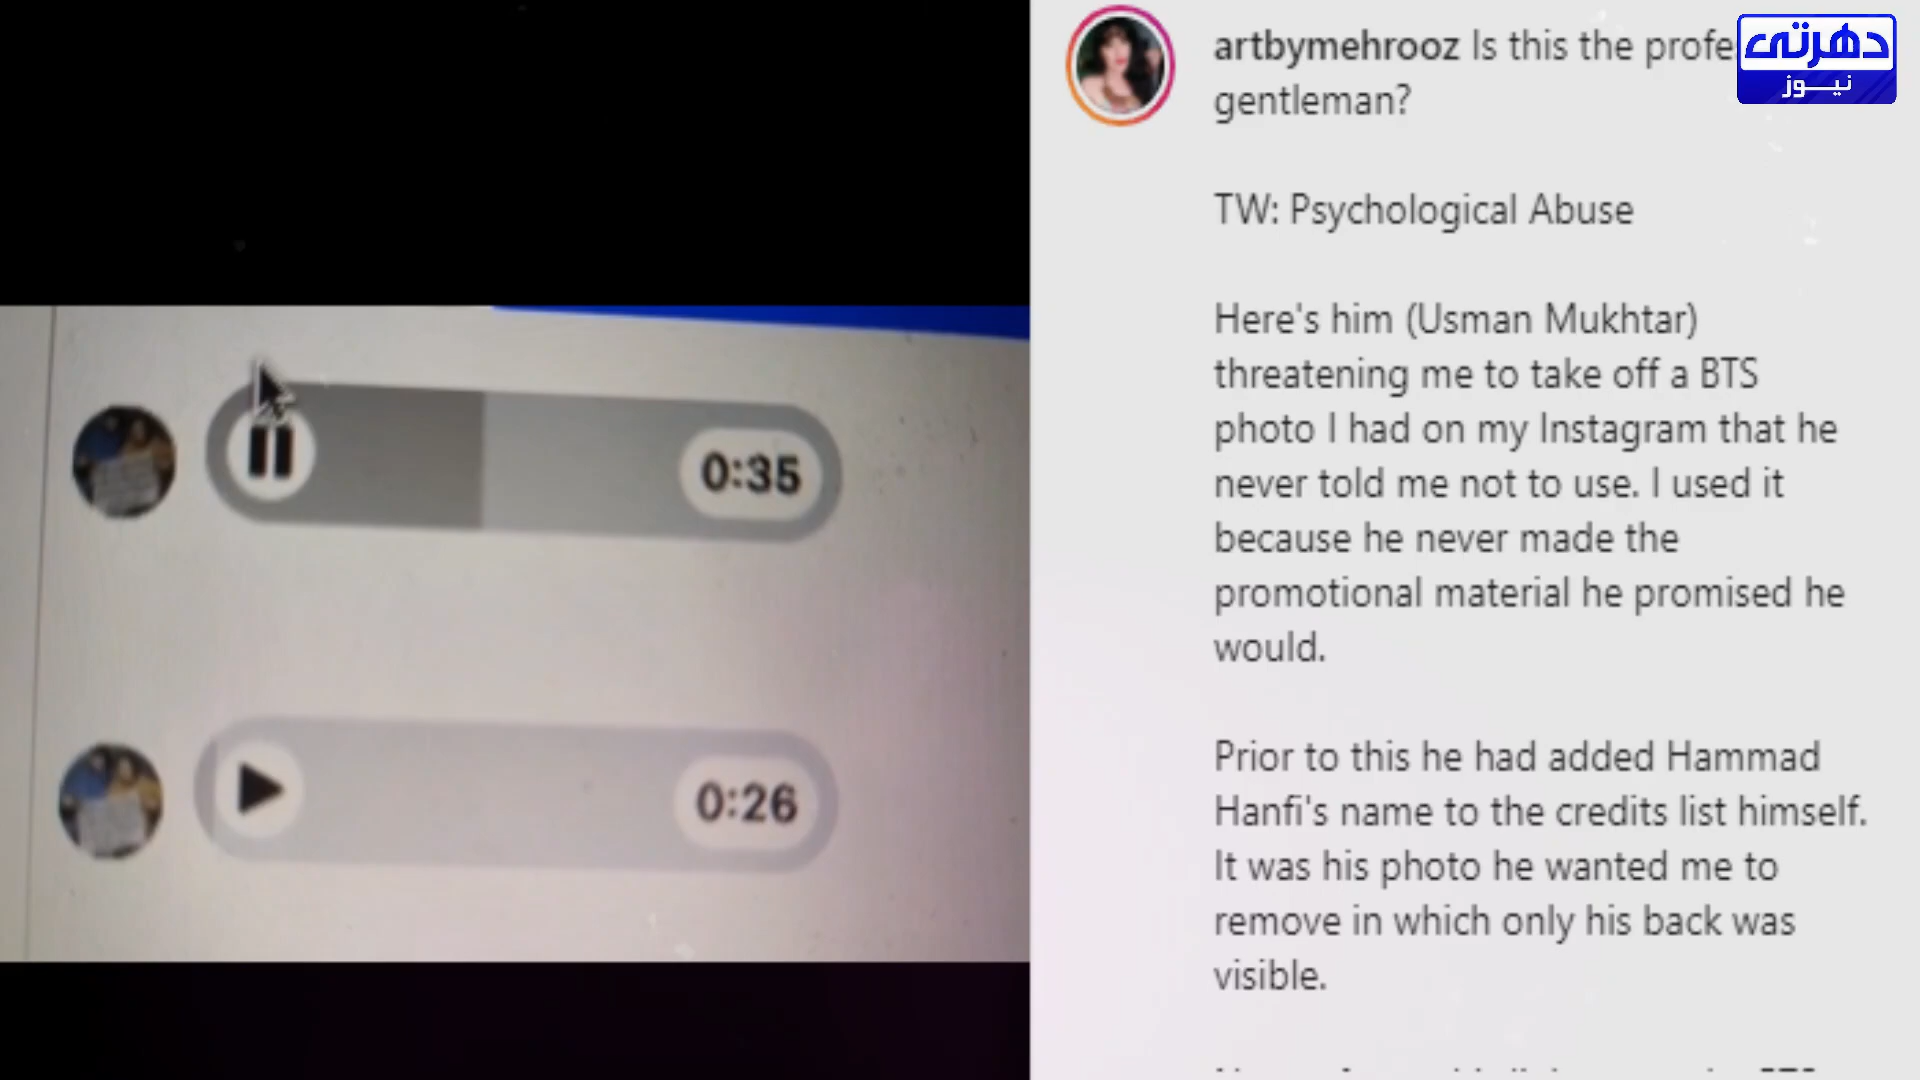 0:35
0:26
artbymehrooz Is this the profe
gentleman?
TW: Psychological Abuse
Here's him (Usman Mukhtar)
threatening me to take off a BTS
photo I had on my Instagram that he
never told me not to use. I used it
because he never made the
promotional material he promised he
would.
Prior to this he had added Hammad
Hanfi's name to the credits list himself.
It was his photo he wanted me to
remove in which only his back was
visible.
دھرتی
نیوز